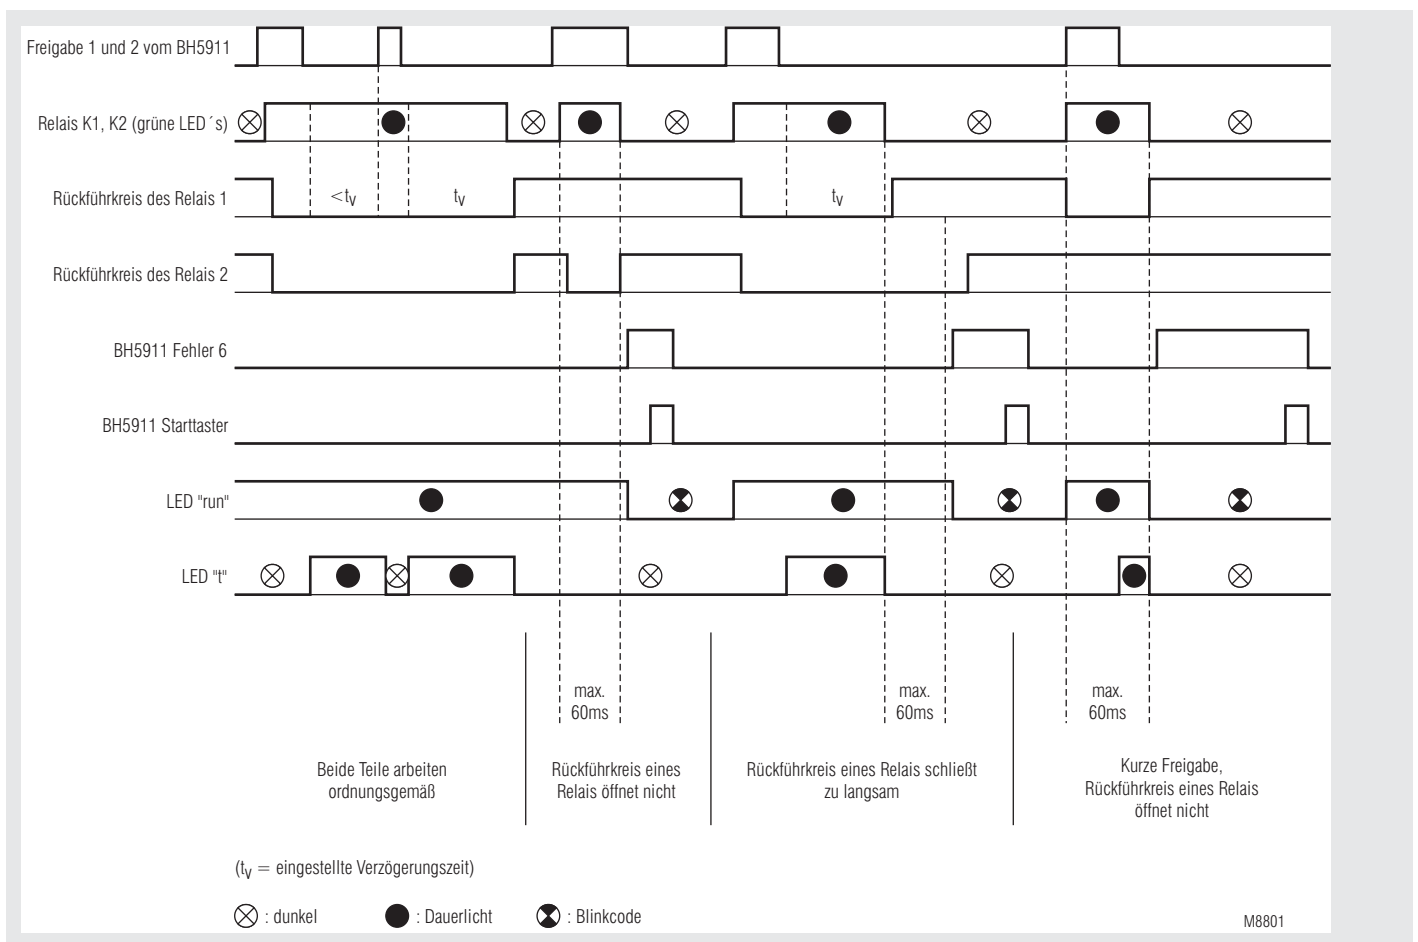 Freigabe 1 und 2 vom BH5911
Relais K1, K2 (grüne LED´s)
Rückführkreis des Relais 1
<tv
tv
tv
Rückführkreis des Relais 2
BH5911 Fehler 6
BH5911 Starttaster
LED "run"
LED "t"
max.
60ms
max.
60ms
max.
60ms
Beide Teile arbeiten
ordnungsgemäß
Rückführkreis eines
Relais öffnet nicht
Rückführkreis eines Relais schließt
zu langsam
Kurze Freigabe,
Rückführkreis eines Relais
öffnet nicht
(tv = eingestellte Verzögerungszeit)
: dunkel
: Dauerlicht
: Blinkcode
M8801